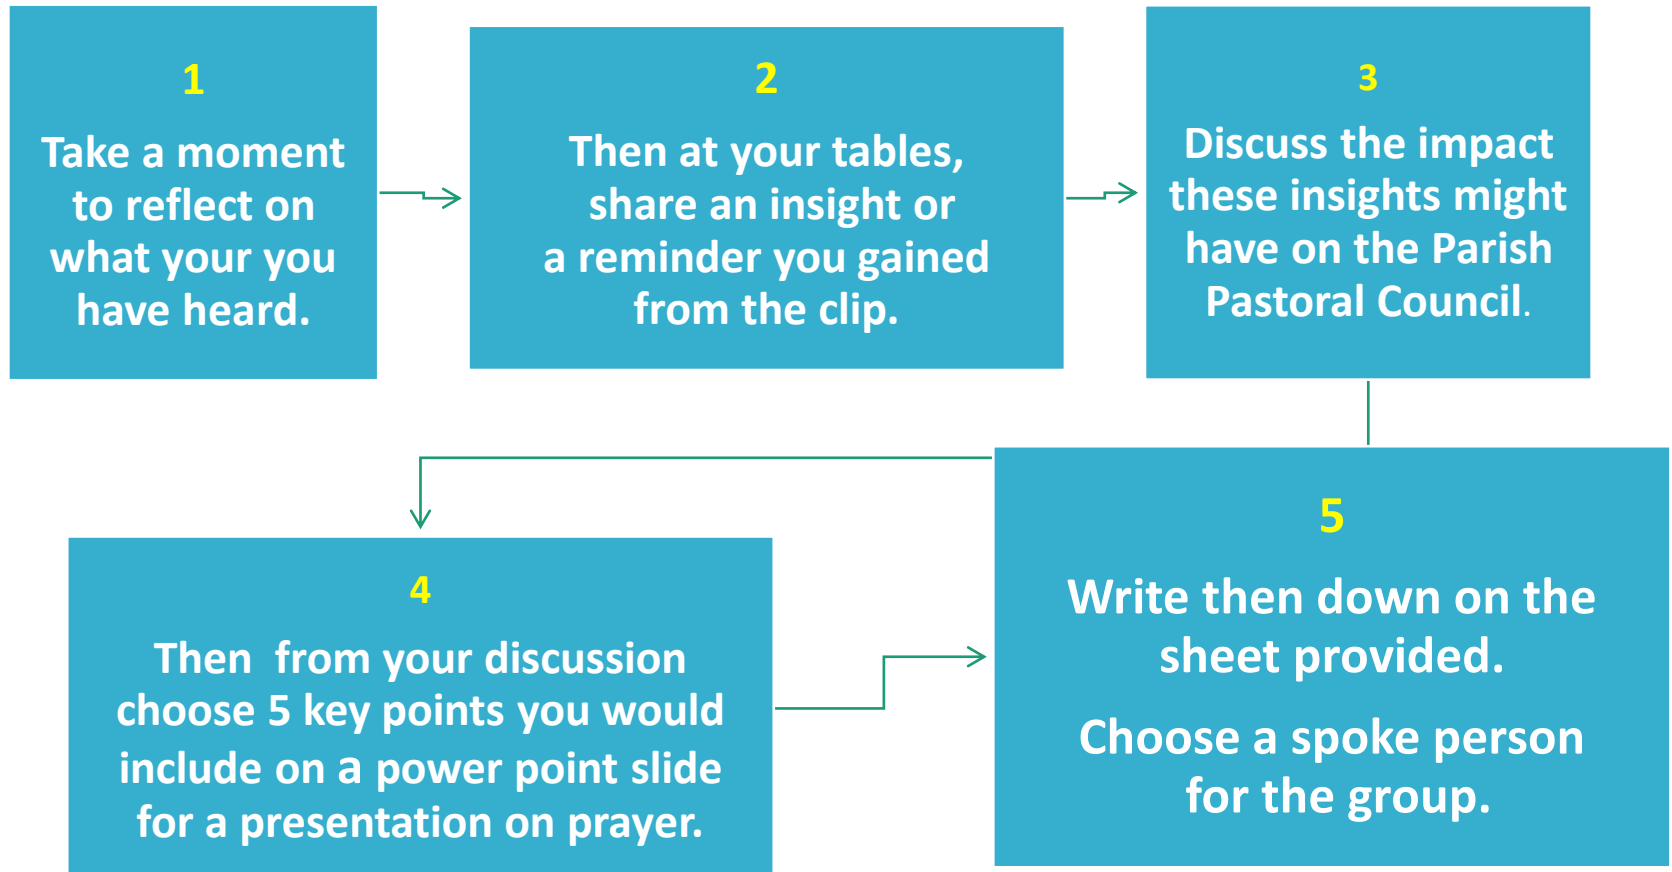 1
Take a moment
to reflect on
what your you
have heard.
2
Then at your tables,
share an insight or
a reminder you gained
from the clip.
3
Discuss the impact
these insights might
have on the Parish
Pastoral Council.
4
Then from your discussion
choose 5 key points you would
include on a power point slide
for a presentation on prayer.
5
Write then down on the
sheet provided.
Choose a spoke person
for the group.